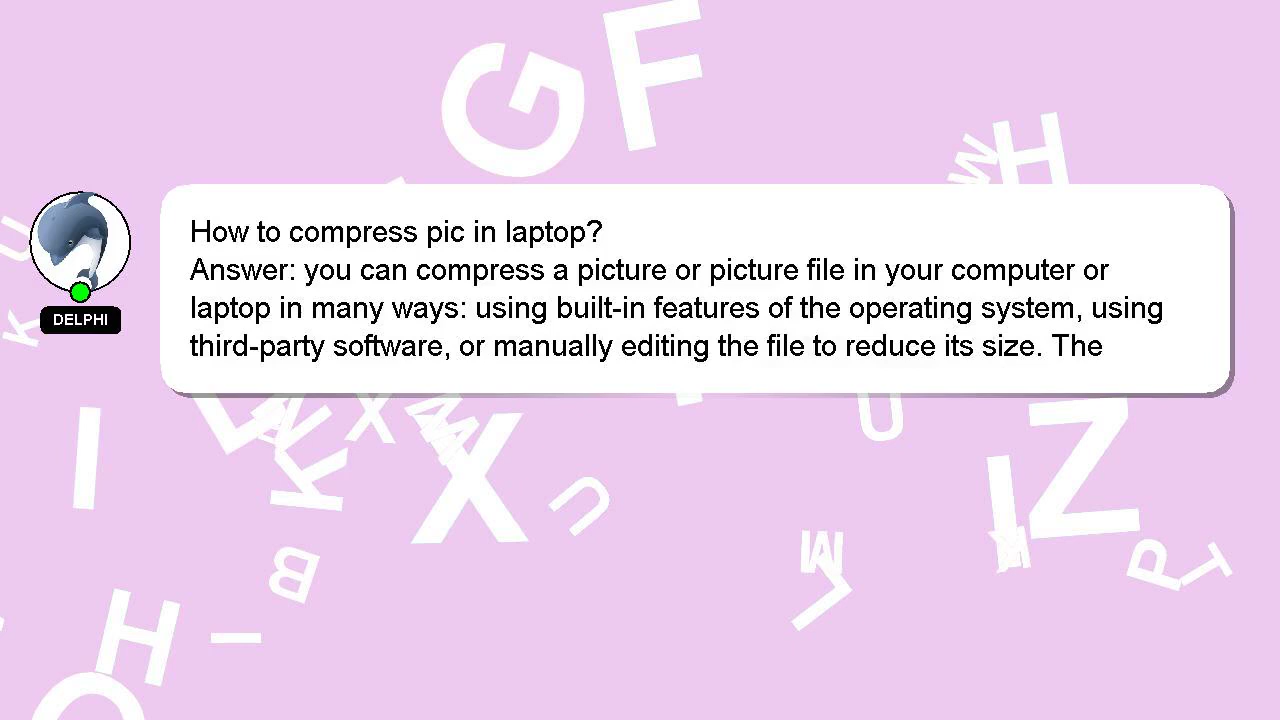 How to compress pic in laptop?
Answer: you can compress a picture or picture file in your computer or
laptop in many ways: using built-in features of the operating system, using
third-party software, or manually editing the file to reduce its size. The
DELPHI
G
F
W
H
U
K
I
K
X
X
U
U
Z
I
K
P
T
B
M
H
I